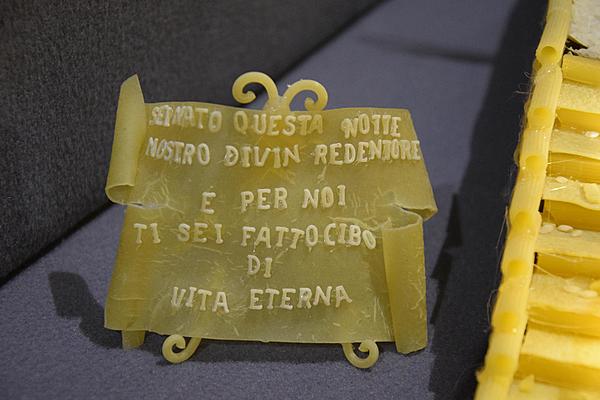 SEI NATO QUESTA NOTTE
NOSTRO DIVIN REDENTORE
E PER NOI
TI SEI FATTO CIBO
DI
VITA ETERNA